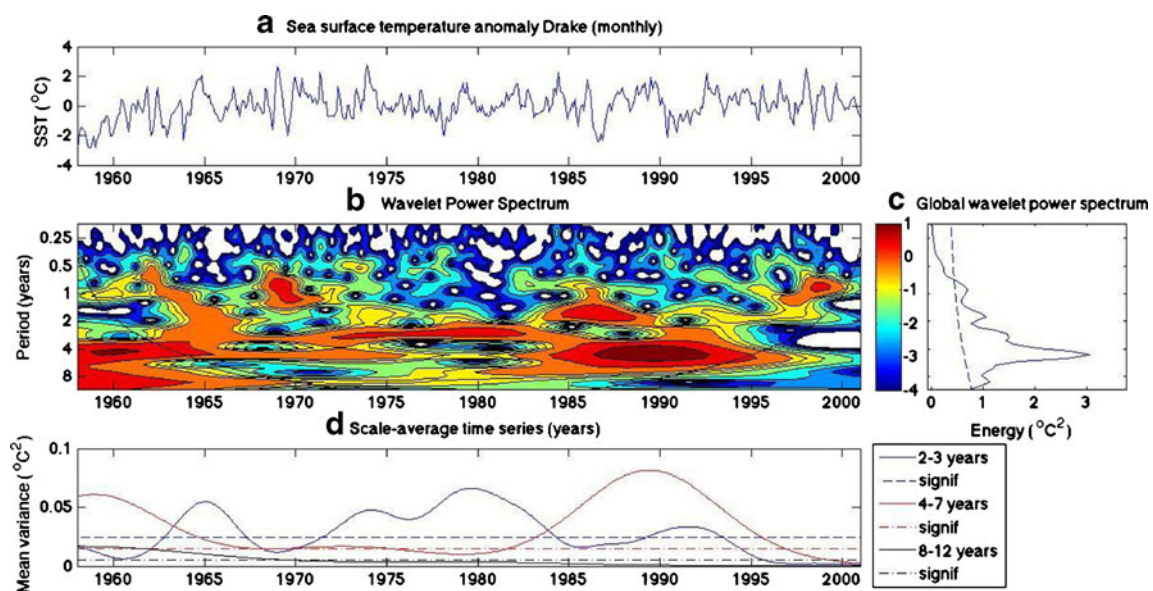 a Sea surface temperature anomaly Drake (monthly)
SST (°C)
4
2
0
-2
-4
1960 1965 1970 1975 1980 1985 1990 1995 2000
b Wavelet Power Spectrum
Period (years)
0.25
0.5
1
2
4
8
1960 1965 1970 1975 1980 1985 1990 1995 2000
1
0
-1
-2
-3
-4
c Global wavelet power spectrum
0 1 2 3
Energy (°C²)
d Scale-average time series (years)
Mean variance (°C²)
0.1
0.05
0
1960 1965 1970 1975 1980 1985 1990 1995 2000
2-3 years
signif
4-7 years
signif
8-12 years
signif